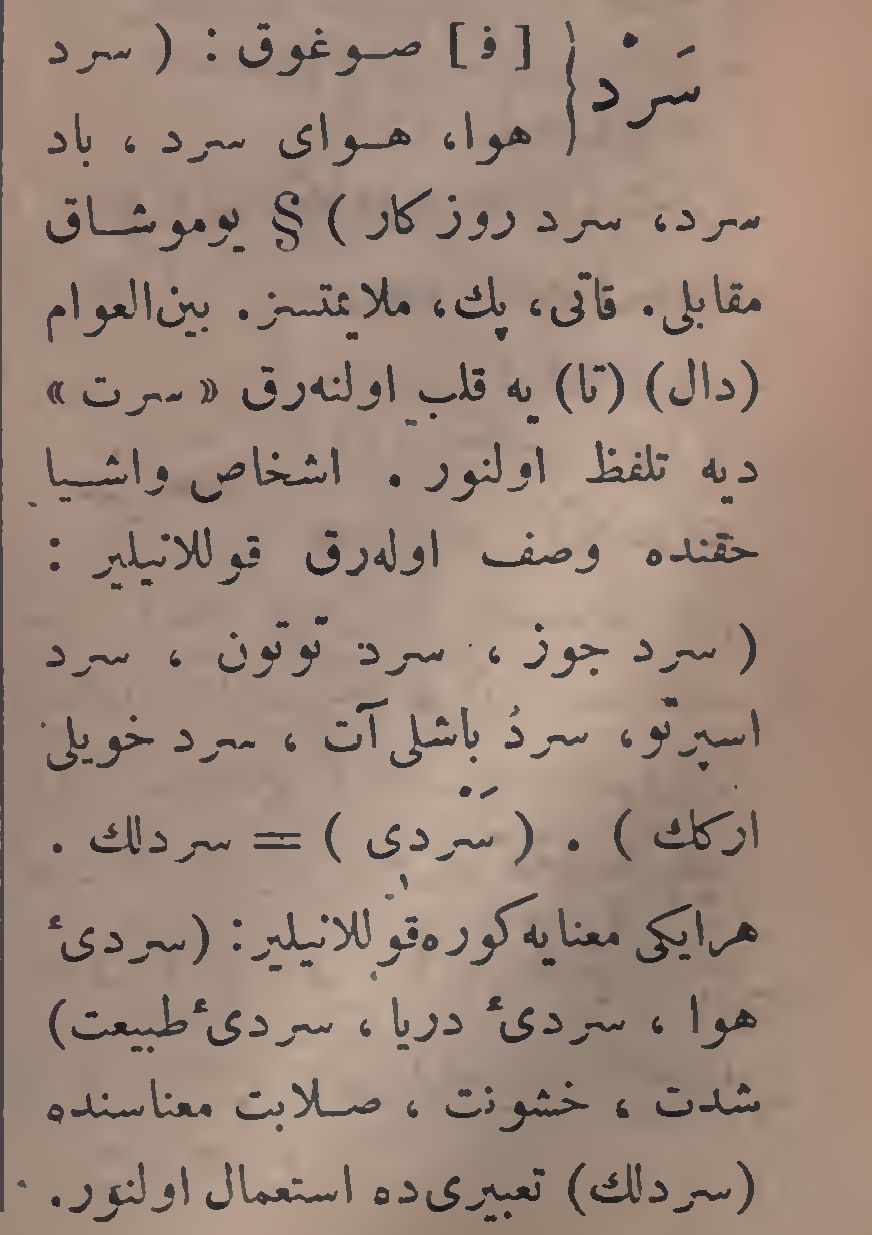 سَرْد { [ ف ] صوغوق : ( سرد
هوا، هوای سرد ، باد
سرد، سرد روزکار ) § یوموشاق
مقابلی. قاتی، پك، ملایمتسز. بین‌العوام
(دال) (تا) یه قلب اولنه‌رق « سرت »
دیه تلفظ اولنور . اشخاص واشیا
حقنده وصف اوله‌رق قوللانیلیر :
( سرد جوز ، سرد توتون ، سرد
اسپرتو، سرد باشلی آت ، سرد خویلی
ارکك ) . ( سَرْدی ) = سردلك .
هرایکی معنایه کوره قوللانیلیر: (سردیٔ
هوا ، سردیٔ دریا ، سردیٔ طبیعت)
شدت ، خشونت ، صلابت معناسنده
(سردلك) تعبیری‌ده استعمال اولنور.